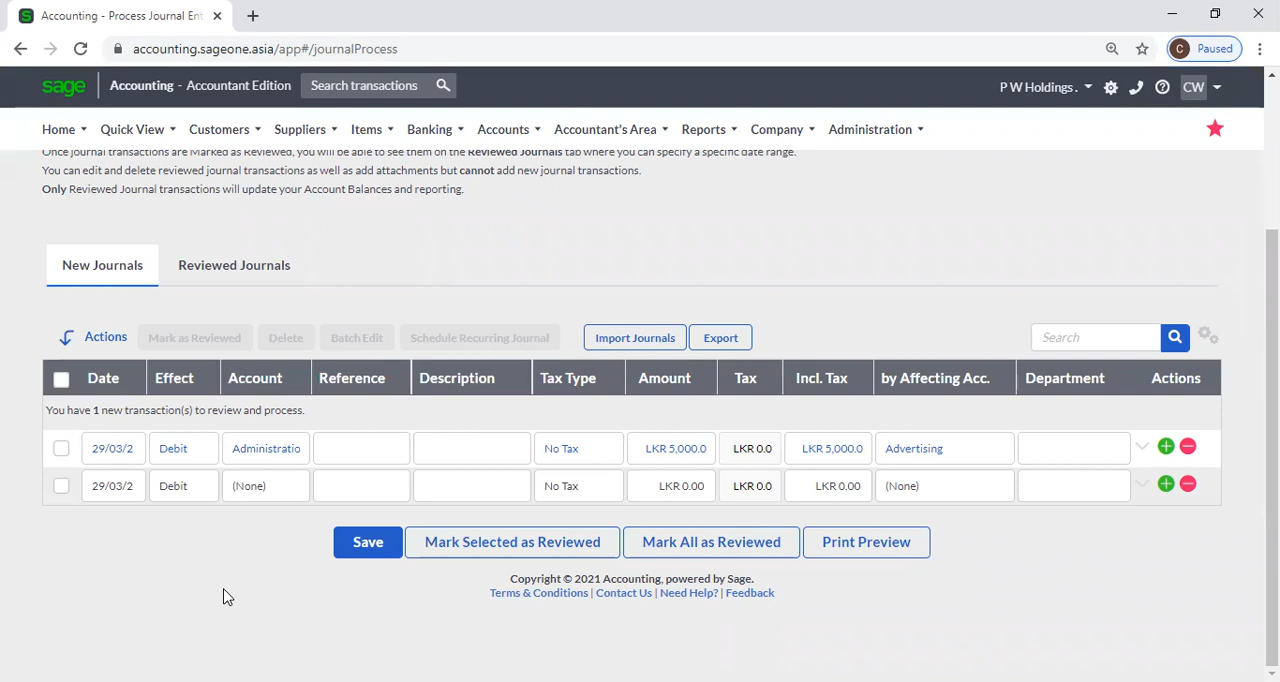 Accounting - Process Journal Ent
accounting.sageone.asia/app#/journalProcess
C Paused
sage Accounting - Accountant Edition Search transactions P W Holdings . CW
Home Quick View Customers Suppliers Items Banking Accounts Accountant's Area Reports Company Administration
Once journal transactions are Marked as Reviewed, you will be able to see them on the Reviewed Journals tab where you can specify a specific date range.
You can edit and delete reviewed journal transactions as well as add attachments but cannot add new journal transactions.
Only Reviewed Journal transactions will update your Account Balances and reporting.
New Journals Reviewed Journals
Actions Mark as Reviewed Delete Batch Edit Schedule Recurring Journal Import Journals Export Search
Date Effect Account Reference Description Tax Type Amount Tax Incl. Tax by Affecting Acc. Department Actions
You have 1 new transaction(s) to review and process.
29/03/2 Debit Administratio No Tax LKR 5,000.0 LKR 0.0 LKR 5,000.0 Advertising
29/03/2 Debit (None) No Tax LKR 0.00 LKR 0.0 LKR 0.00 (None)
Save Mark Selected as Reviewed Mark All as Reviewed Print Preview
Copyright © 2021 Accounting, powered by Sage.
Terms & Conditions | Contact Us | Need Help? | Feedback